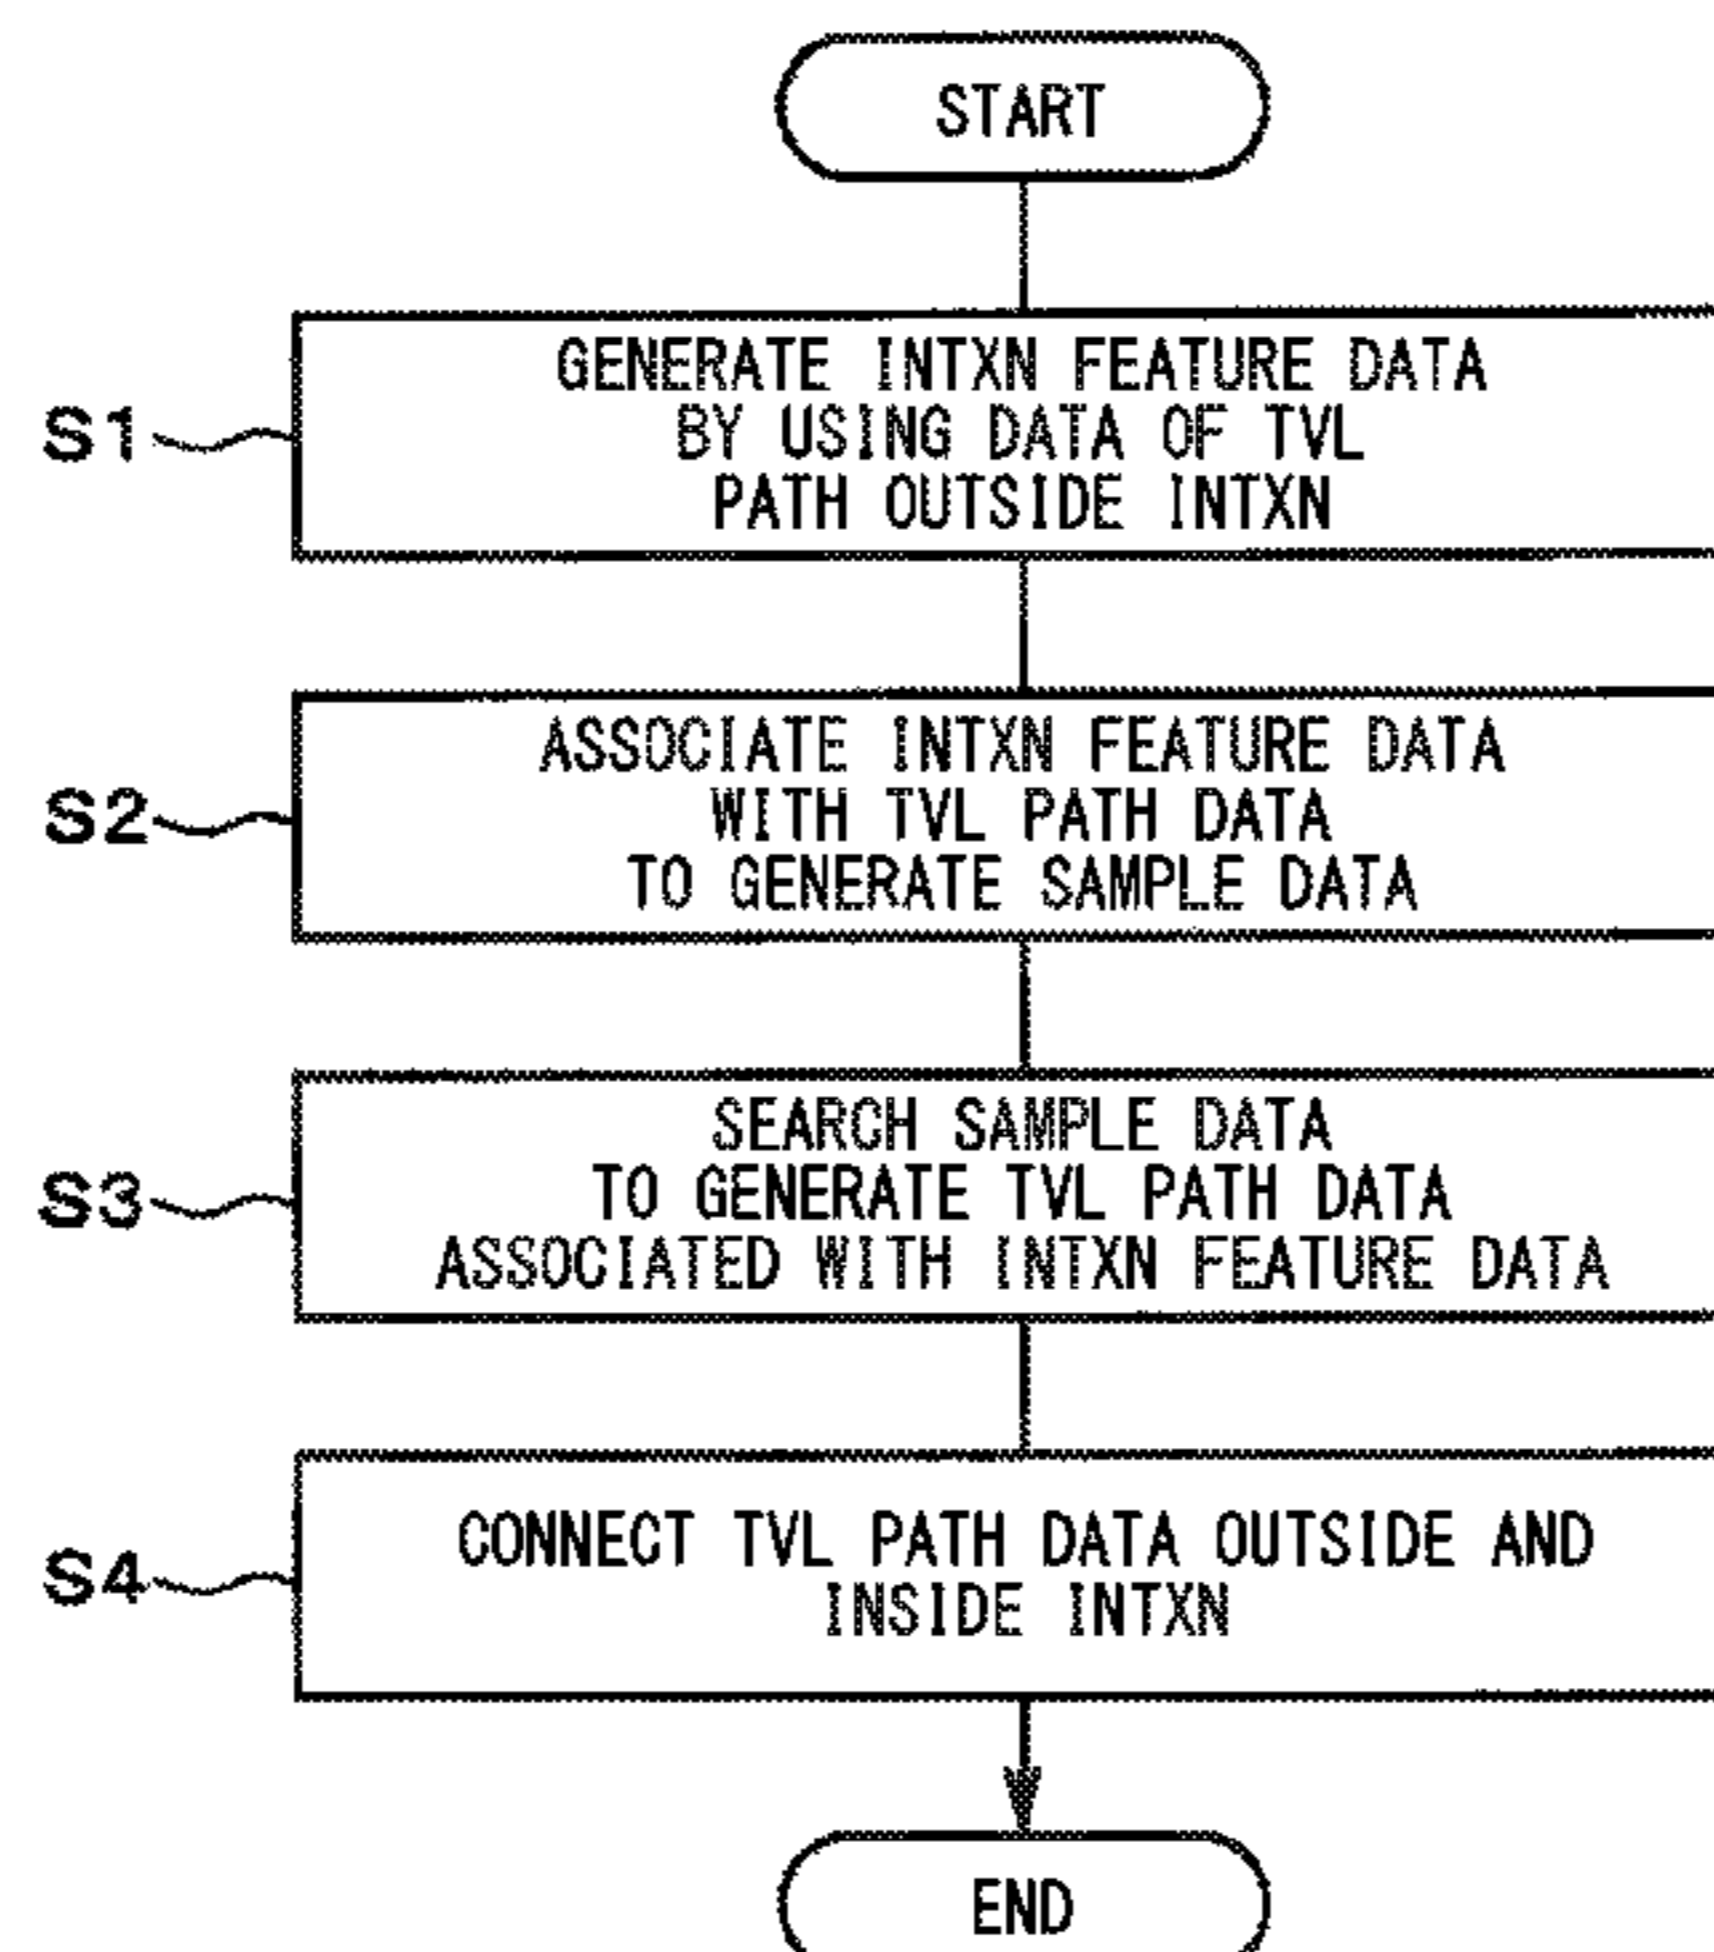 START
S1
GENERATE INTXN FEATURE DATA
BY USING DATA OF TVL
PATH OUTSIDE INTXN
S2
ASSOCIATE INTXN FEATURE DATA
WITH TVL PATH DATA
TO GENERATE SAMPLE DATA
S3
SEARCH SAMPLE DATA
TO GENERATE TVL PATH DATA
ASSOCIATED WITH INTXN FEATURE DATA
S4
CONNECT TVL PATH DATA OUTSIDE AND
INSIDE INTXN
END